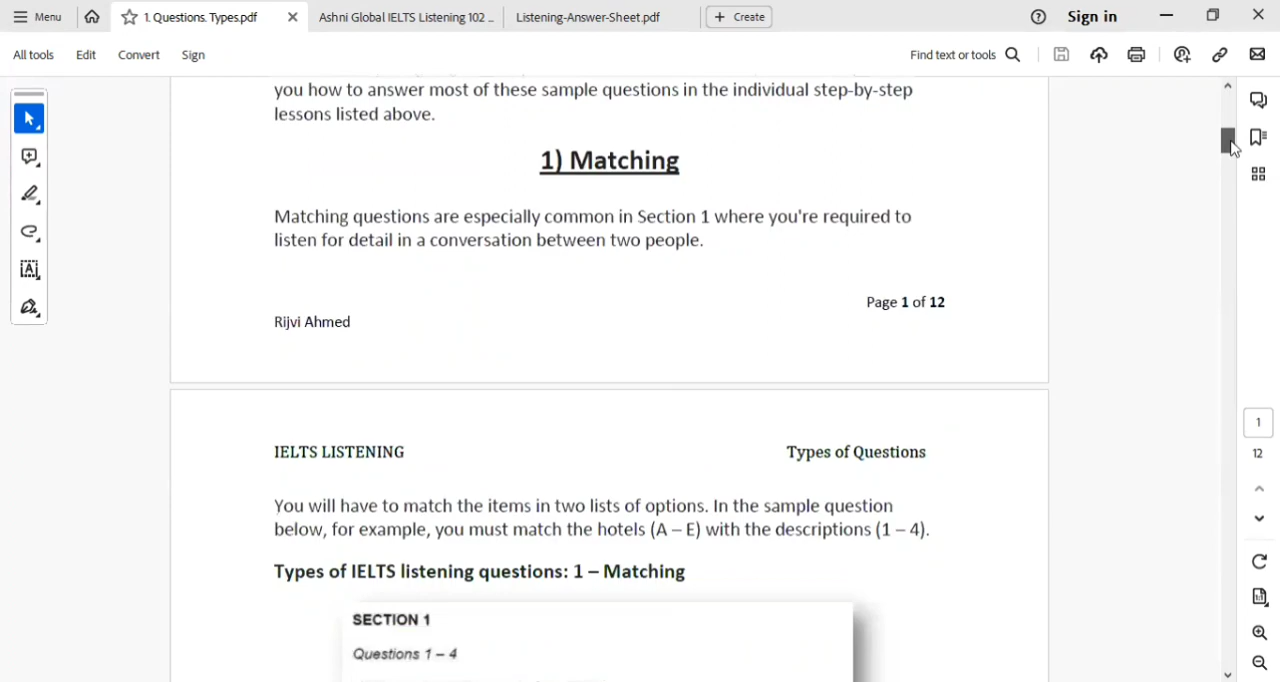 Menu
1. Questions. Types.pdf
Ashni Global IELTS Listening 102 ...
Listening-Answer-Sheet.pdf
Create
Sign in
All tools
Edit
Convert
Sign
Find text or tools
you how to answer most of these sample questions in the individual step-by-step
lessons listed above.
1) Matching
Matching questions are especially common in Section 1 where you're required to
listen for detail in a conversation between two people.
Page 1 of 12
Rijvi Ahmed
IELTS LISTENING
Types of Questions
You will have to match the items in two lists of options. In the sample question
below, for example, you must match the hotels (A – E) with the descriptions (1 – 4).
Types of IELTS listening questions: 1 – Matching
SECTION 1
Questions 1 – 4
1
12